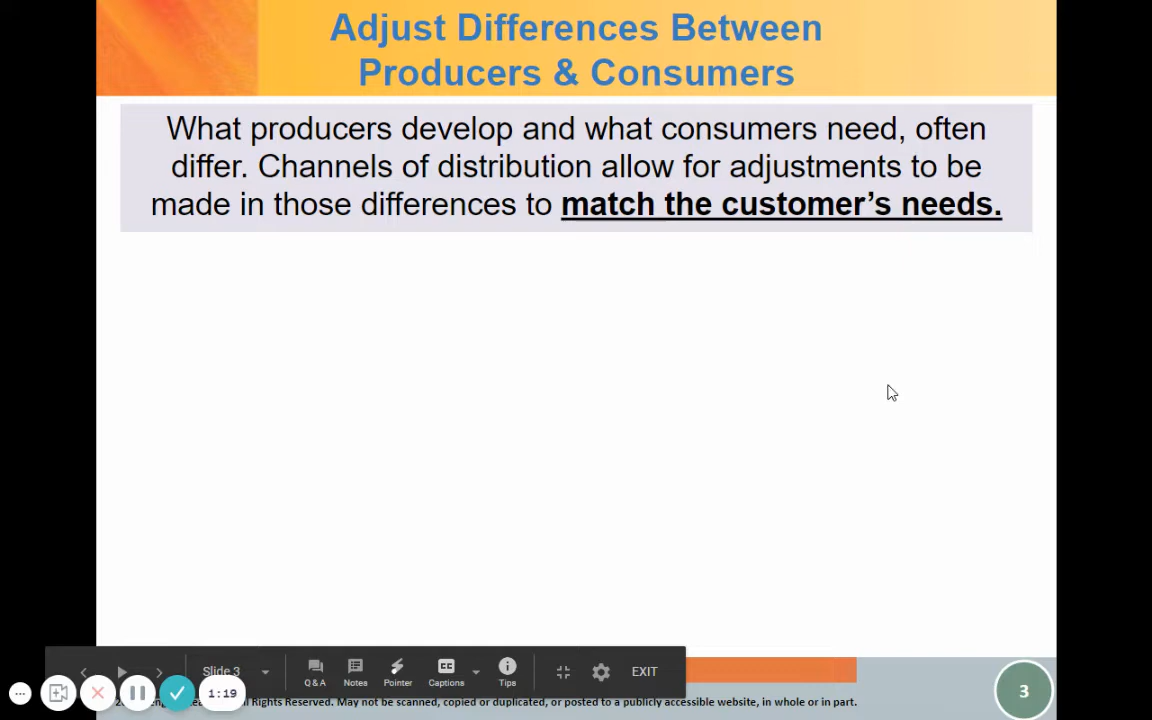 Adjust Differences Between
Producers & Consumers
What producers develop and what consumers need, often
differ. Channels of distribution allow for adjustments to be
made in those differences to match the customer’s needs.
Slide 3
Q&A
Notes
Pointer
CC
Captions
Tips
EXIT
1:19
Rights Reserved. May not be scanned, copied or duplicated, or posted to a publicly accessible website, in whole or in part.
3